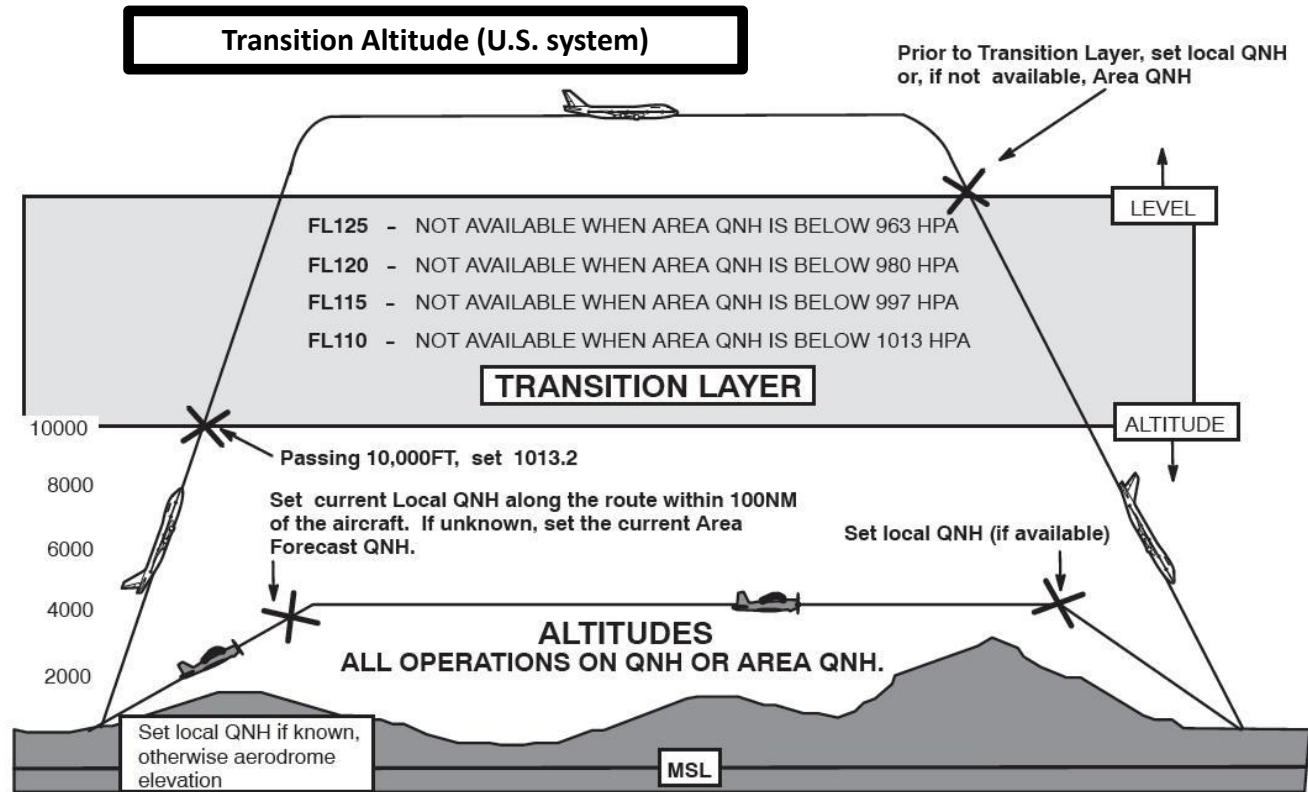 Transition Altitude (U.S. system)
Prior to Transition Layer, set local QNH
or, if not available, Area QNH
LEVEL
FL125 - NOT AVAILABLE WHEN AREA QNH IS BELOW 963 HPA
FL120 - NOT AVAILABLE WHEN AREA QNH IS BELOW 980 HPA
FL115 - NOT AVAILABLE WHEN AREA QNH IS BELOW 997 HPA
FL110 - NOT AVAILABLE WHEN AREA QNH IS BELOW 1013 HPA
TRANSITION LAYER
10000
ALTITUDE
Passing 10,000FT, set 1013.2
8000
Set current Local QNH along the route within 100NM
of the aircraft. If unknown, set the current Area
Forecast QNH.
Set local QNH (if available)
6000
4000
ALTITUDES
ALL OPERATIONS ON QNH OR AREA QNH.
2000
Set local QNH if known,
otherwise aerodrome
elevation
MSL